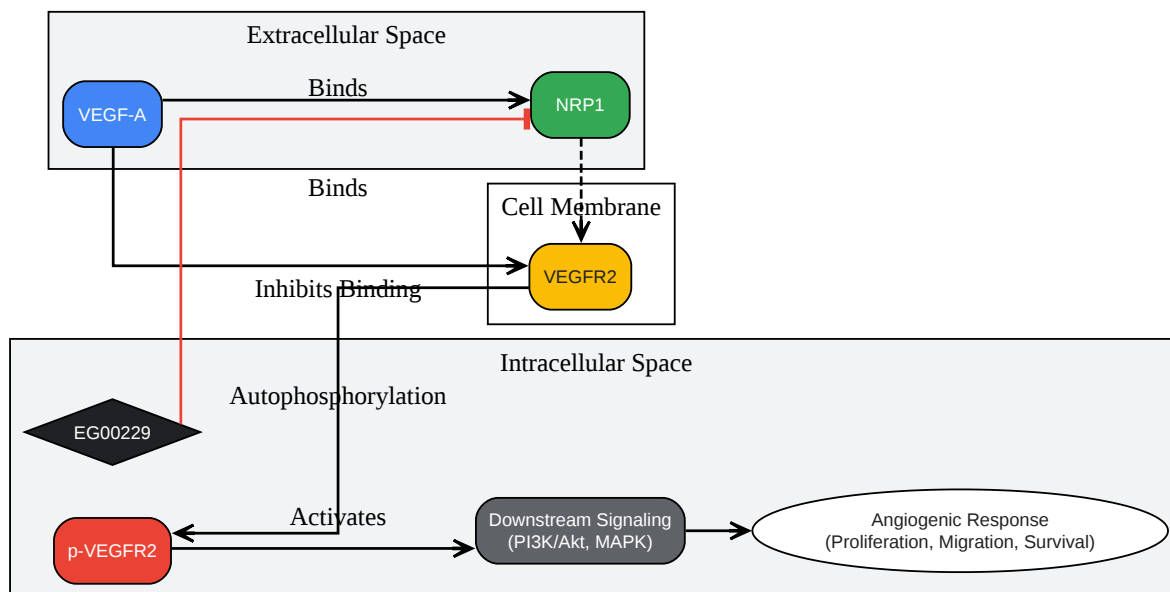 Extracellular Space
Binds
VEGF-A
NRP1
Binds
Cell Membrane
VEGFR2
Inhibits Binding
Intracellular Space
Autophosphorylation
EG00229
Activates
Downstream Signaling
(PI3K/Akt, MAPK)
Angiogenic Response
(Proliferation, Migration, Survival)
p-VEGFR2